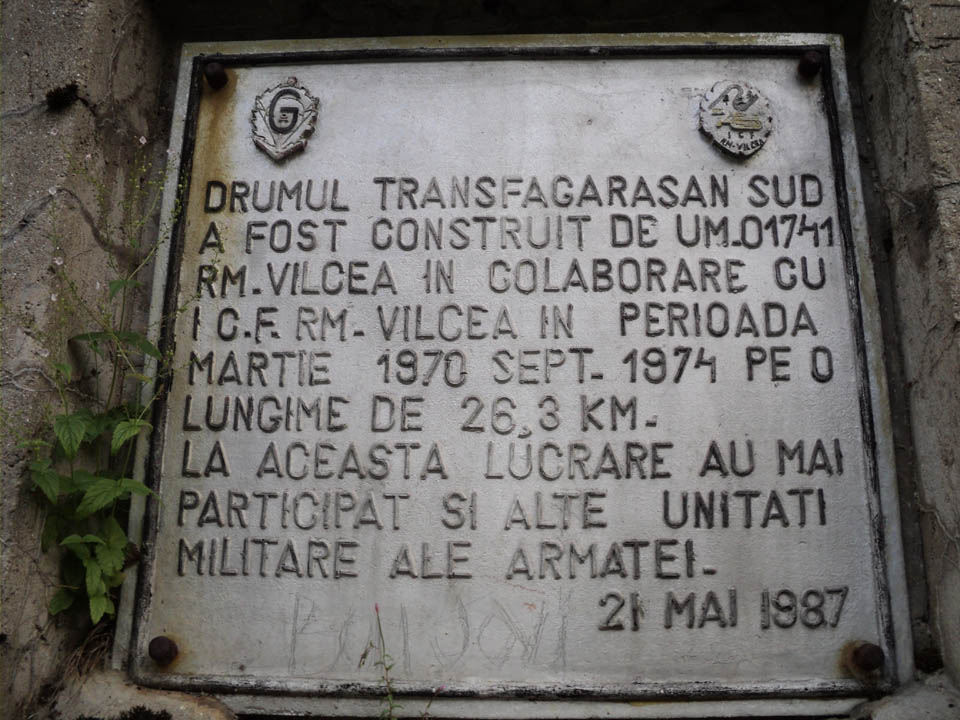 G
I C F
RM-VILCEA
DRUMUL TRANSFAGARASAN SUD
A FOST CONSTRUIT DE UM-01741
RM.-VILCEA IN COLABORARE CU
I C.F. RM.-VILCEA IN PERIOADA
MARTIE 1970 SEPT.- 1974 PE O
LUNGIME DE 26,3 KM.-
LA ACEASTA LUCRARE AU MAI
PARTICIPAT SI ALTE UNITATI
MILITARE ALE ARMATEI.-
21 MAI 1987